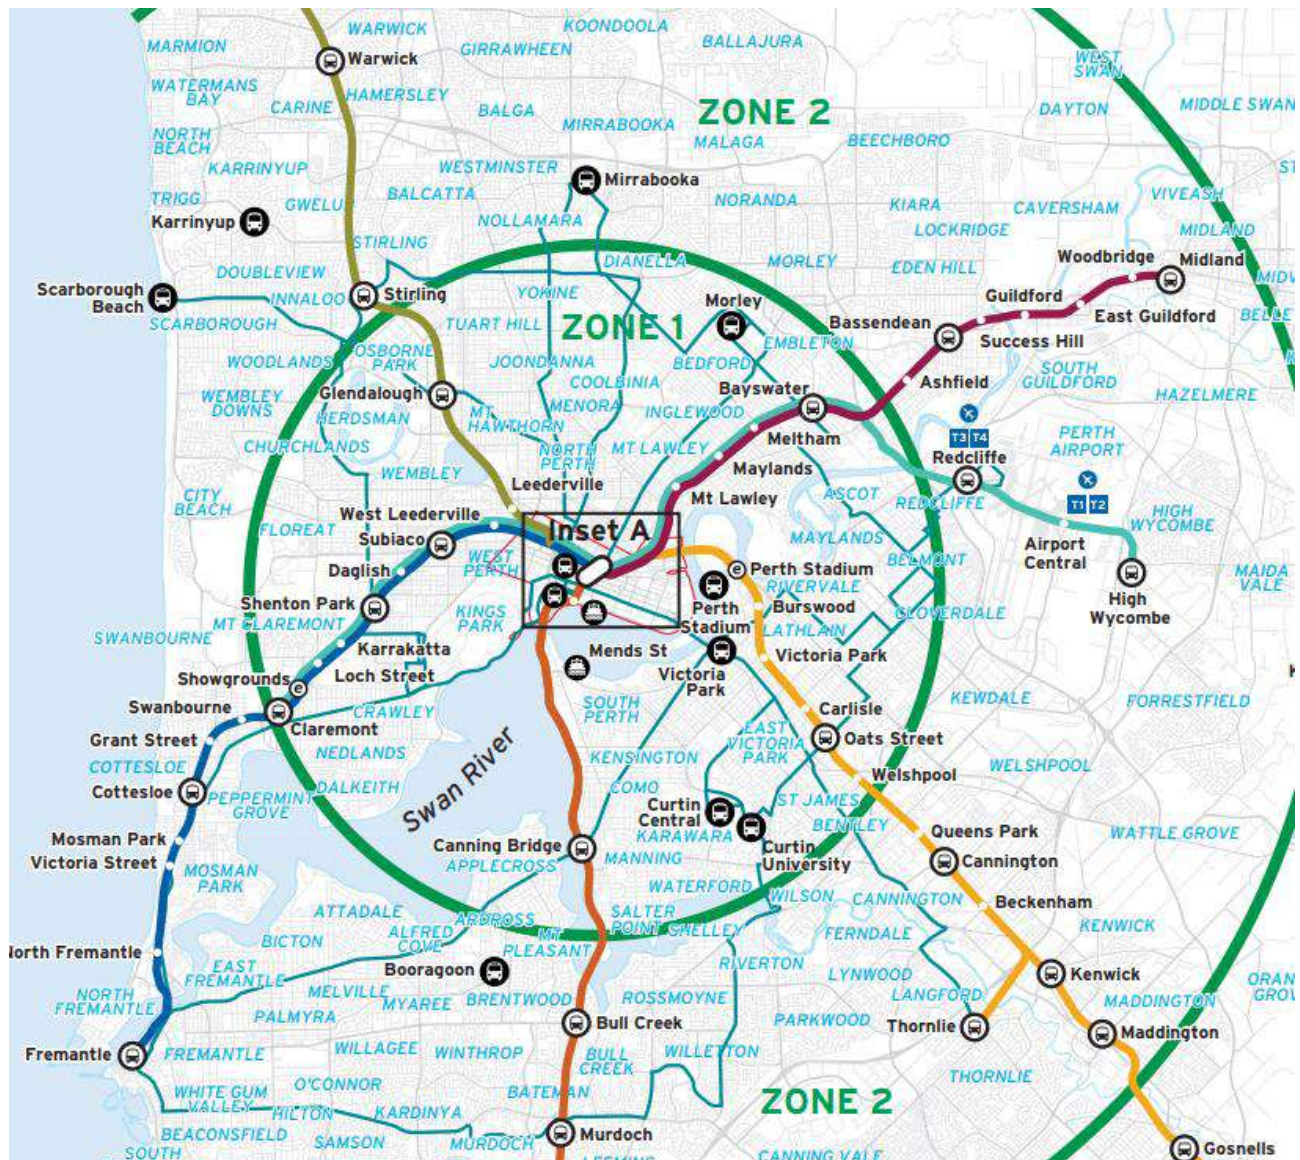 WARWICK
KOONDOOLA
MARMION
Warwick
GIRRAWHEEN
BALLAJURA
WEST
SWAN
WATERMANS
BAY
HAMERSLEY
CARINE
BALGA
ZONE 2
DAYTON
MIDDLE SWAN
NORTH
BEACH
MIRRABOOKA
MALAGA
BEECHBORO
KARRINYUP
WESTMINSTER
Mirrabooka
TRIGG
GWELUP
BALCATTA
NORANDA
KIARA
CAVERSHAM
VIVEASH
Karrinyup
NOLLAMARA
LOCKRIDGE
MIDLAND
STIRLING
DIANELLA
MORLEY
EDEN HILL
Woodbridge
Midland
DOUBLEVIEW
Scarborough
Beach
INNALOO
Stirling
YOKINE
Morley
Guildford
East Guildford
SCARBOROUGH
TUART HILL
ZONE 1
EMBLETON
Bassendean
Success Hill
WOODLANDS
OSBORNE
PARK
JOONDANNA
BEDFORD
SOUTH
GUILDFORD
COOLBINIA
Bayswater
Ashfield
HAZELMERE
WEMBLEY
DOWNS
Glendalough
MENORA
INGLEWOOD
HERDSMAN
MT
HAWTHORN
T3 T4
PERTH
AIRPORT
CHURCHLANDS
NORTH
PERTH
MT LAWLEY
Meltham
Redcliffe
WEMBLEY
Maylands
Leederville
Mt Lawley
ASCOT
REDCLIFFE
T1 T2
CITY
BEACH
HIGH
WYCOMBE
West Leederville
FLOREAT
Subiaco
Inset A
MAYLANDS
Airport
Central
WEST
PERTH
BELMONT
Daglish
Perth Stadium
RIVERVALE
High
Wycombe
MAIDA
VALE
Shenton Park
KINGS
PARK
Perth
Stadium
Burswood
CLOVERDALE
MT CLAREMONT
SWANBOURNE
LATHLAIN
Karrakatta
Mends St
Victoria Park
Loch Street
Victoria
Park
Showgrounds
Swanbourne
Claremont
CRAWLEY
SOUTH
PERTH
KEWDALE
FORRESTFIELD
Carlisle
Grant Street
NEDLANDS
EAST
VICTORIA
PARK
Oats Street
COTTESLOE
KENSINGTON
Swan River
WELSHPOOL
Cottesloe
DALKEITH
COMO
Welshpool
PEPPERMINT
GROVE
ST JAMES
Curtin
Central
Mosman Park
BENTLEY
Queens Park
WATTLE GROVE
KARAWARA
Victoria Street
Canning Bridge
MANNING
Curtin
University
Cannington
MOSMAN
PARK
APPLECROSS
WATERFORD
WILSON
CANNINGTON
Beckenham
ATTADALE
ARDROSS
SALTER
POINT
SHELLEY
KENWICK
ALFRED
COVE
MT
PLEASANT
FERNDALE
BICTON
North Fremantle
Booragoon
RIVERTON
LYNWOOD
Kenwick
EAST
FREMANTLE
MELVILLE
MYAREE
BRENTWOOD
ROSSMOYNE
LANGFORD
MADDINGTON
NORTH
FREMANTLE
PALMYRA
Bull Creek
PARKWOOD
Thornlie
Maddington
Fremantle
FREMANTLE
WILLAGEE
WINTHROP
BULL
CREEK
WILLETTON
O'CONNOR
BATEMAN
THORNLIE
WHITE GUM
VALLEY
HILTON
KARDINYA
ZONE 2
BEACONSFIELD
SAMSON
MURDOCH
Murdoch
Gosnells
SOUTH
CANNING VALE